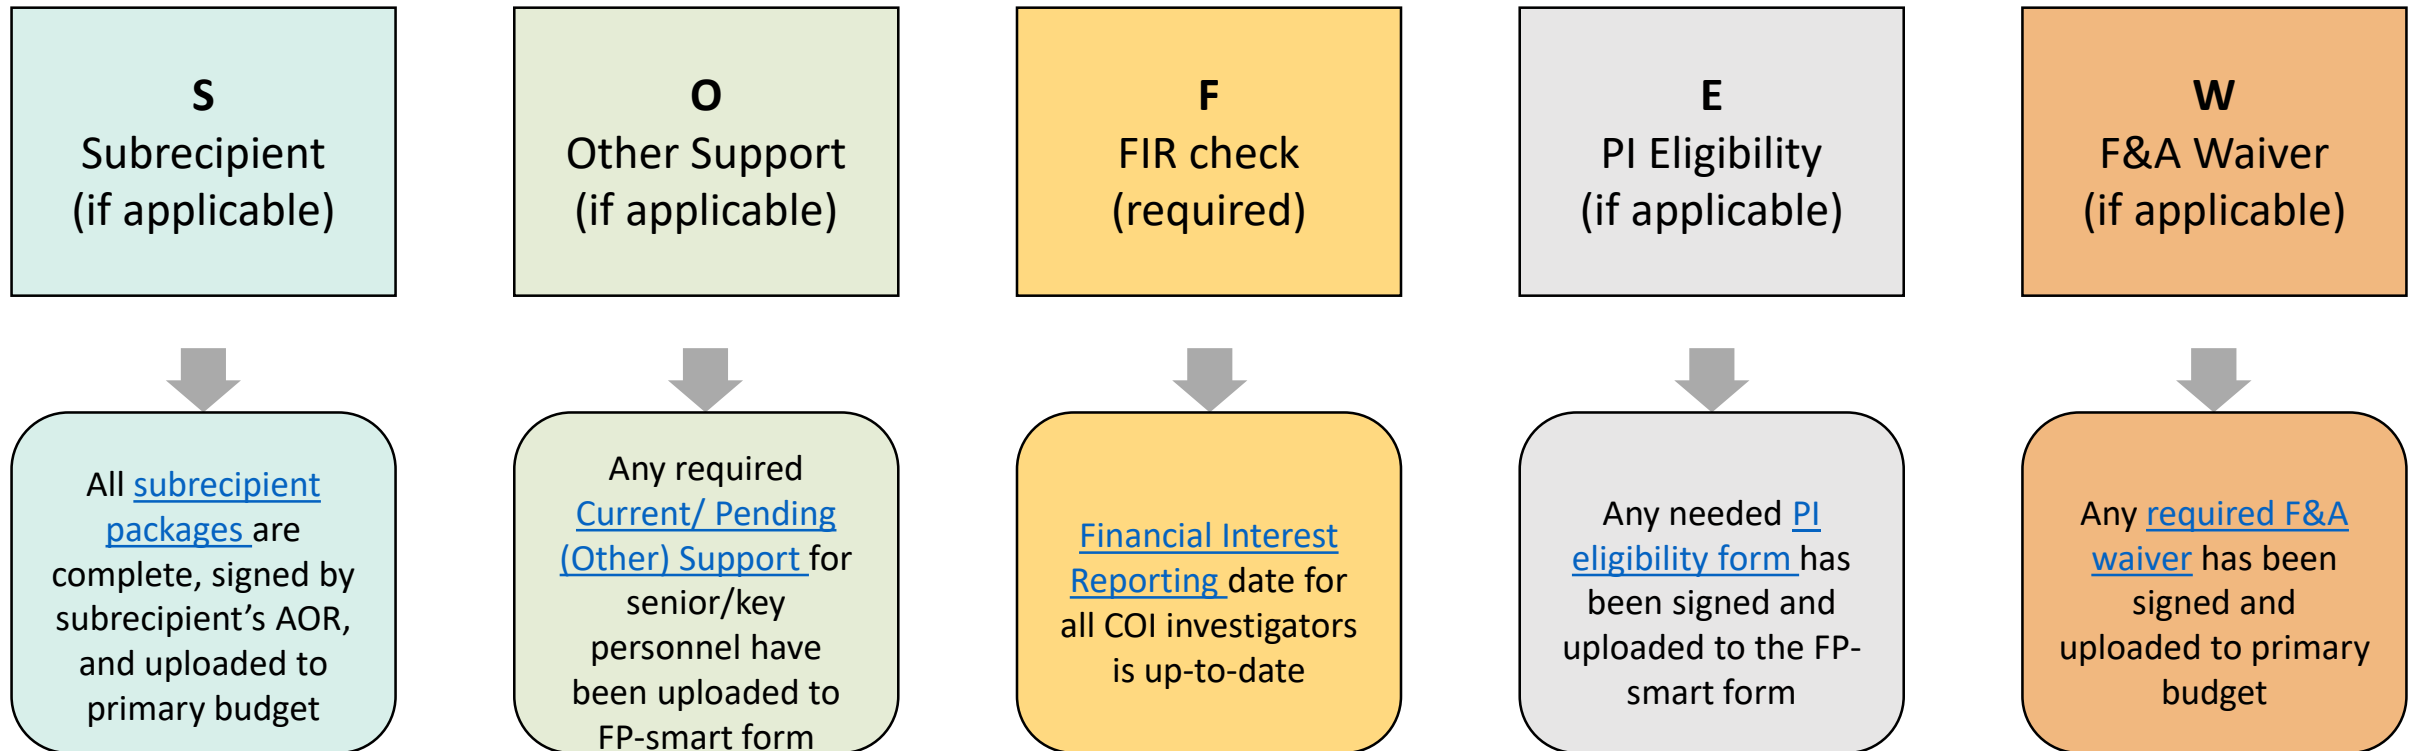 S
Subrecipient
(if applicable)
O
Other Support
(if applicable)
F
FIR check
(required)
E
PI Eligibility
(if applicable)
W
F&A Waiver
(if applicable)
All subrecipient
packages are
complete, signed by
subrecipient’s AOR,
and uploaded to
primary budget
Any required
Current/ Pending
(Other) Support for
senior/key
personnel have
been uploaded to
FP-smart form
Financial Interest
Reporting date for
all COI investigators
is up-to-date
Any needed PI
eligibility form has
been signed and
uploaded to the FP-
smart form
Any required F&A
waiver has been
signed and
uploaded to primary
budget